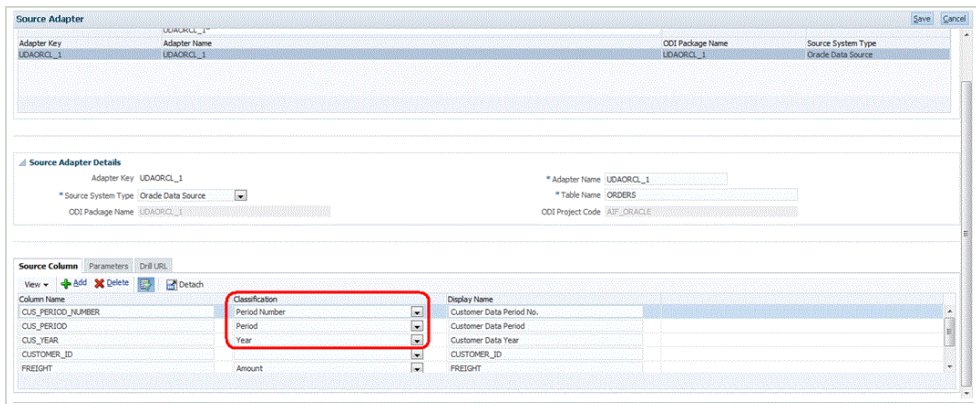 Source Adapter Save Cancel
UDAORCL_1*
Adapter Key Adapter Name ODI Package Name Source System Type
UDAORCL_1 UDAORCL_1 UDAORCL_1 Oracle Data Source
Source Adapter Details
Adapter Key UDAORCL_1 * Adapter Name UDAORCL_1
* Source System Type Oracle Data Source * Table Name ORDERS
ODI Package Name UDAORCL_1 ODI Project Code AIF_ORACLE
Source Column Parameters Drill URL
View Add Delete Detach
Column Name Classification Display Name
CUS_PERIOD_NUMBER Period Number Customer Data Period No.
CUS_PERIOD Period Customer Data Period
CUS_YEAR Year Customer Data Year
CUSTOMER_ID CUSTOMER_ID
FREIGHT Amount FREIGHT